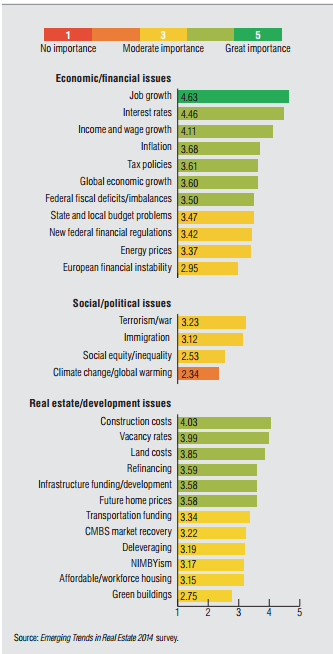 1 3 5
No importance Moderate importance Great importance
Economic/financial issues
Job growth 4.63
Interest rates 4.46
Income and wage growth 4.11
Inflation 3.68
Tax policies 3.61
Global economic growth 3.60
Federal fiscal deficits/imbalances 3.50
State and local budget problems 3.47
New federal financial regulations 3.42
Energy prices 3.37
European financial instability 2.95
Social/political issues
Terrorism/war 3.23
Immigration 3.12
Social equity/inequality 2.53
Climate change/global warming 2.34
Real estate/development issues
Construction costs 4.03
Vacancy rates 3.99
Land costs 3.85
Refinancing 3.59
Infrastructure funding/development 3.58
Future home prices 3.58
Transportation funding 3.34
CMBS market recovery 3.22
Deleveraging 3.19
NIMBYism 3.17
Affordable/workforce housing 3.15
Green buildings 2.75
1 2 3 4 5
Source: Emerging Trends in Real Estate 2014 survey.